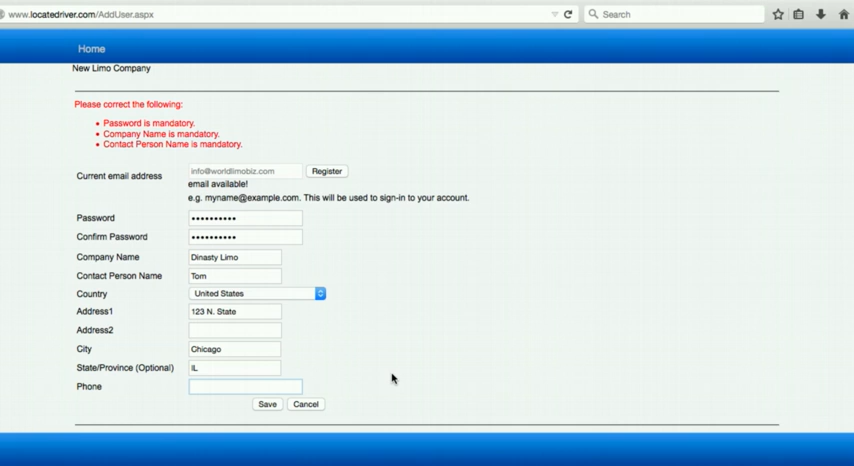 www.locatedriver.com/AddUser.aspx
Search
Home
New Limo Company
Please correct the following:
• Password is mandatory.
• Company Name is mandatory.
• Contact Person Name is mandatory.
Current email address info@worldlimobiz.com Register
email available!
e.g. myname@example.com. This will be used to sign-in to your account.
Password ••••••••••
Confirm Password ••••••••••
Company Name Dinasty Limo
Contact Person Name Tom
Country United States
Address1 123 N. State
Address2
City Chicago
State/Province (Optional) IL
Phone
Save Cancel